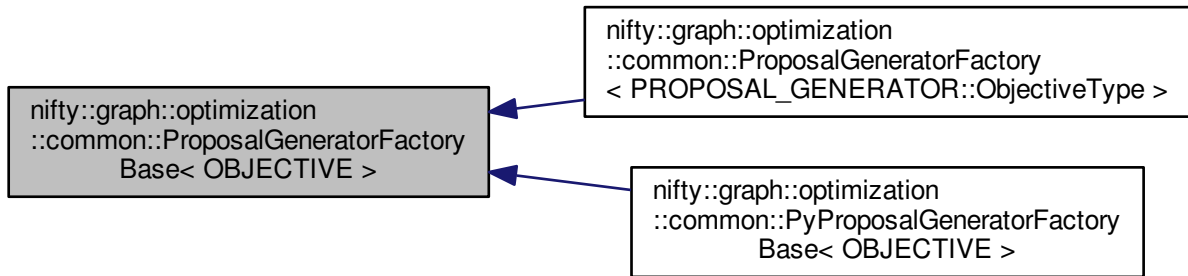 nifty::graph::optimization
::common::ProposalGeneratorFactory
Base< OBJECTIVE >
nifty::graph::optimization
::common::ProposalGeneratorFactory
< PROPOSAL_GENERATOR::ObjectiveType >
nifty::graph::optimization
::common::PyProposalGeneratorFactory
Base< OBJECTIVE >